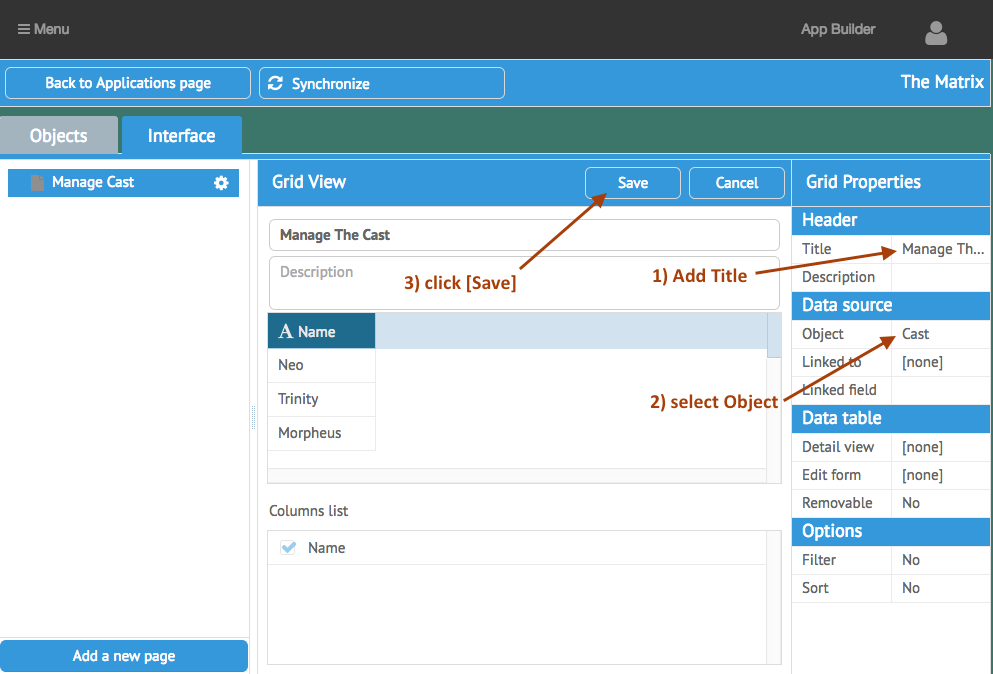 Menu
App Builder
Back to Applications page
Synchronize
The Matrix
Objects
Interface
Manage Cast
Grid View
Save
Cancel
Grid Properties
Manage The Cast
Description
3) click [Save]
1) Add Title
A Name
Neo
Trinity
Morpheus
2) select Object
Columns list
Name
Header
Title Manage Th...
Description
Data source
Object Cast
Linked to [none]
Linked field
Data table
Detail view [none]
Edit form [none]
Removable No
Options
Filter No
Sort No
Add a new page